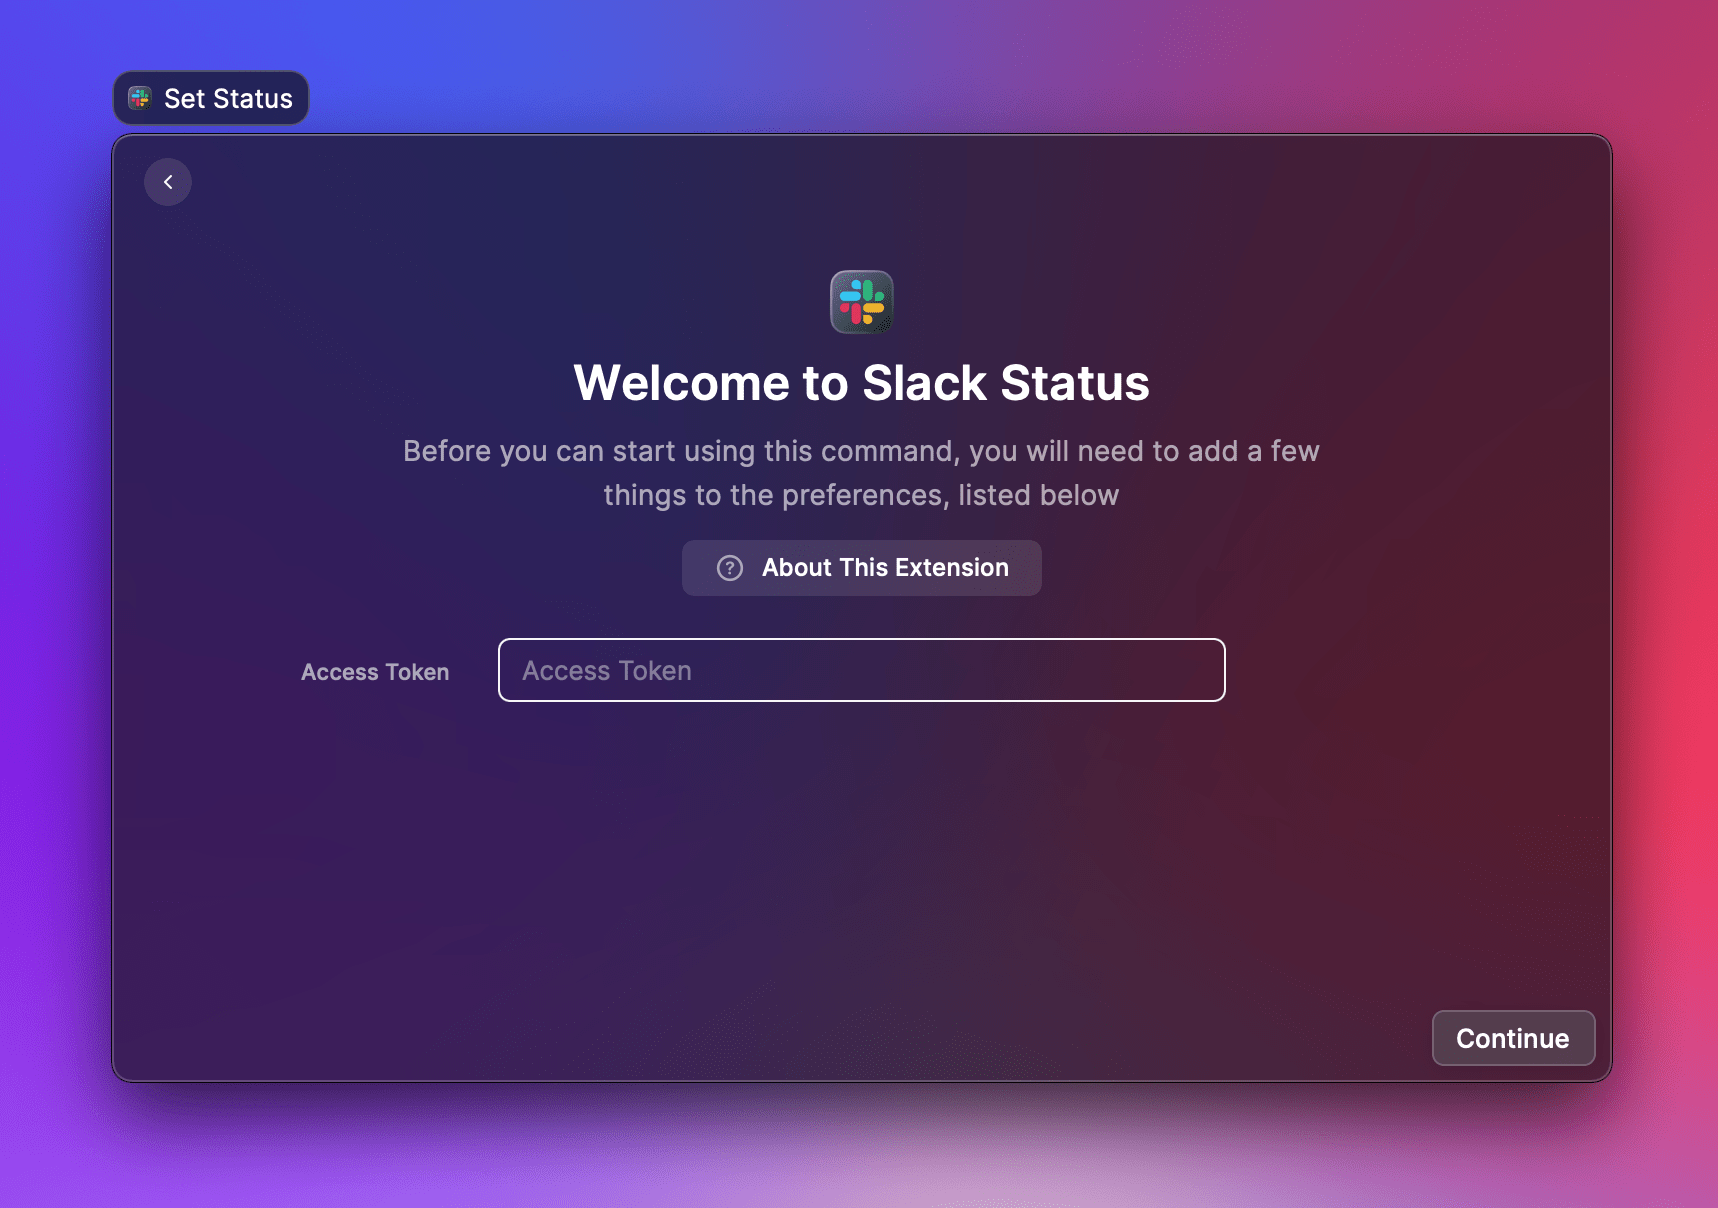 Set Status
Welcome to Slack Status
Before you can start using this command, you will need to add a few
things to the preferences, listed below
? About This Extension
Access Token
Access Token
Continue